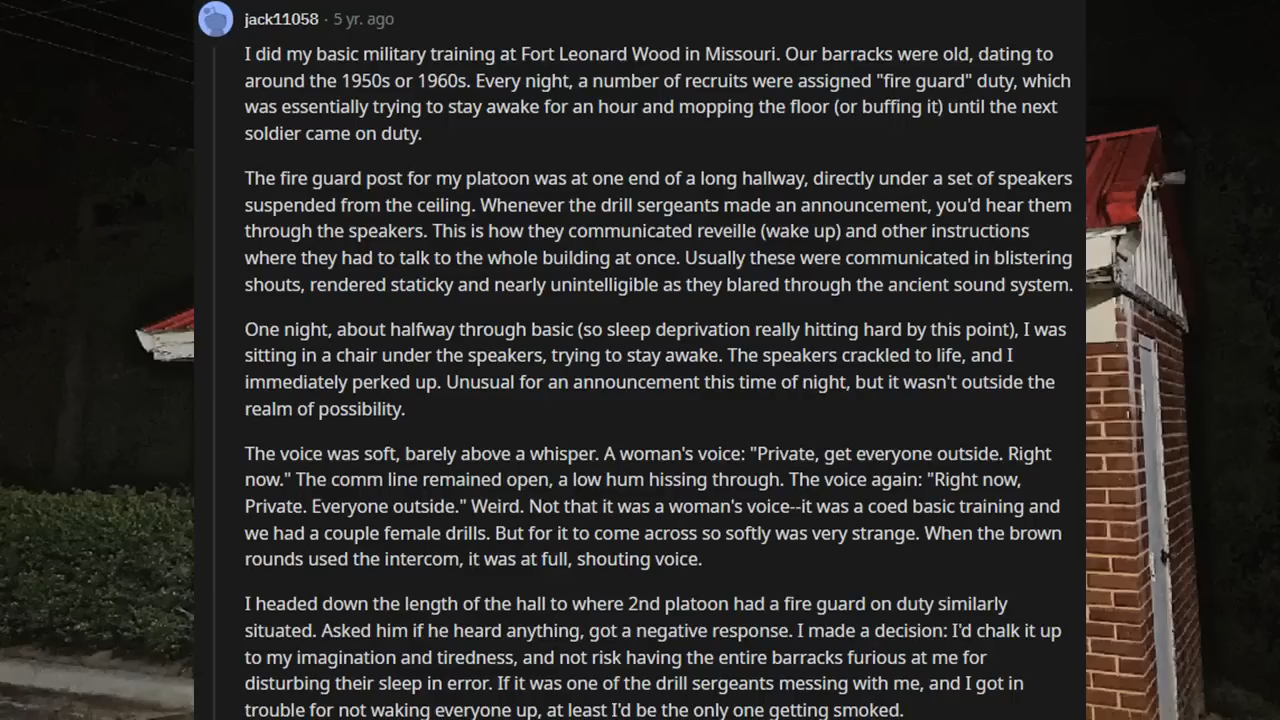 jack11058 · 5 yr. ago
I did my basic military training at Fort Leonard Wood in Missouri. Our barracks were old, dating to
around the 1950s or 1960s. Every night, a number of recruits were assigned "fire guard" duty, which
was essentially trying to stay awake for an hour and mopping the floor (or buffing it) until the next
soldier came on duty.
The fire guard post for my platoon was at one end of a long hallway, directly under a set of speakers
suspended from the ceiling. Whenever the drill sergeants made an announcement, you'd hear them
through the speakers. This is how they communicated reveille (wake up) and other instructions
where they had to talk to the whole building at once. Usually these were communicated in blistering
shouts, rendered staticky and nearly unintelligible as they blared through the ancient sound system.
One night, about halfway through basic (so sleep deprivation really hitting hard by this point), I was
sitting in a chair under the speakers, trying to stay awake. The speakers crackled to life, and I
immediately perked up. Unusual for an announcement this time of night, but it wasn't outside the
realm of possibility.
The voice was soft, barely above a whisper. A woman's voice: "Private, get everyone outside. Right
now." The comm line remained open, a low hum hissing through. The voice again: "Right now,
Private. Everyone outside." Weird. Not that it was a woman's voice--it was a coed basic training and
we had a couple female drills. But for it to come across so softly was very strange. When the brown
rounds used the intercom, it was at full, shouting voice.
I headed down the length of the hall to where 2nd platoon had a fire guard on duty similarly
situated. Asked him if he heard anything, got a negative response. I made a decision: I'd chalk it up
to my imagination and tiredness, and not risk having the entire barracks furious at me for
disturbing their sleep in error. If it was one of the drill sergeants messing with me, and I got in
trouble for not waking everyone up, at least I'd be the only one getting smoked.